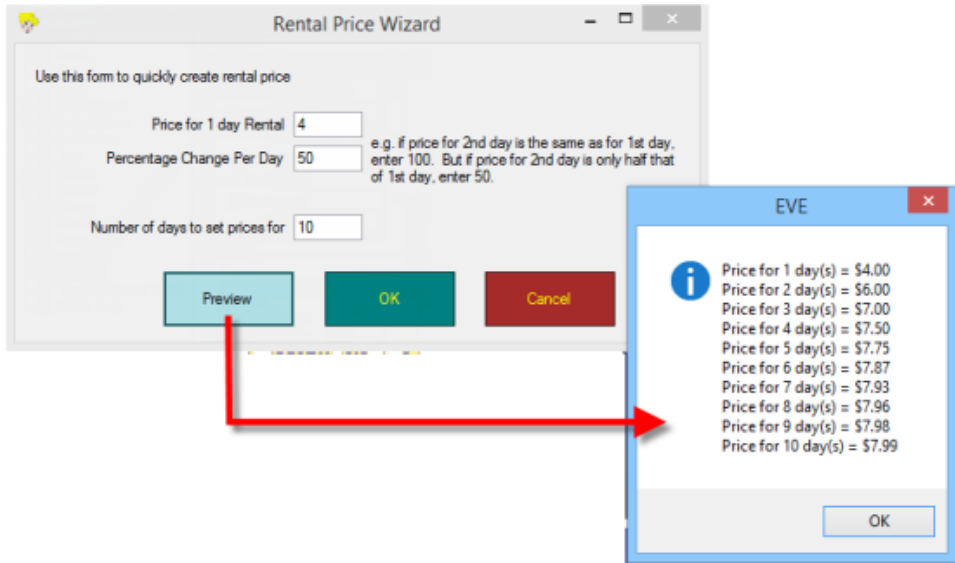 Rental Price Wizard
Use this form to quickly create rental price
Price for 1 day Rental 4
Percentage Change Per Day 50
e.g. if price for 2nd day is the same as for 1st day,
enter 100. But if price for 2nd day is only half that
of 1st day, enter 50.
Number of days to set prices for 10
Preview OK Cancel
EVE
Price for 1 day(s) = $4.00
Price for 2 day(s) = $6.00
Price for 3 day(s) = $7.00
Price for 4 day(s) = $7.50
Price for 5 day(s) = $7.75
Price for 6 day(s) = $7.87
Price for 7 day(s) = $7.93
Price for 8 day(s) = $7.96
Price for 9 day(s) = $7.98
Price for 10 day(s) = $7.99
OK